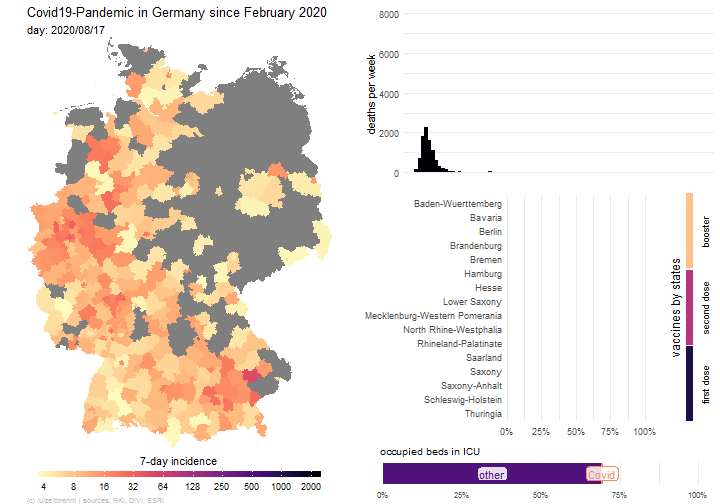 Covid19-Pandemic in Germany since February 2020
day: 2020/08/17
7-day incidence
4 8 16 32 64 125 250 500 1000 2000
(c) /u/zeitbrennt | sources: RKI, DIVI, ESRI
deaths per week
8000
6000
4000
2000
0
Baden-Wuerttemberg
Bavaria
Berlin
Brandenburg
Bremen
Hamburg
Hesse
Lower Saxony
Mecklenburg-Western Pomerania
North Rhine-Westphalia
Rhineland-Palatinate
Saarland
Saxony
Saxony-Anhalt
Schleswig-Holstein
Thuringia
0% 25% 50% 75% 100%
vaccines by states
booster
second dose
first dose
occupied beds in ICU
other
Covid
0% 25% 50% 75% 100%